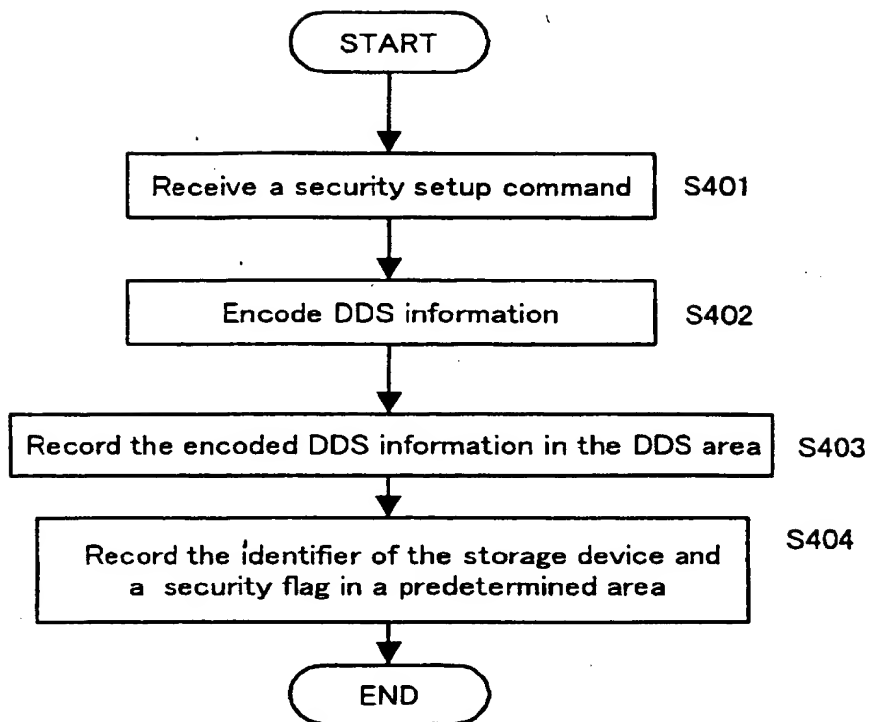 START
Receive a security setup command S401
Encode DDS information S402
Record the encoded DDS information in the DDS area S403
Record the identifier of the storage device and S404
a security flag in a predetermined area
END